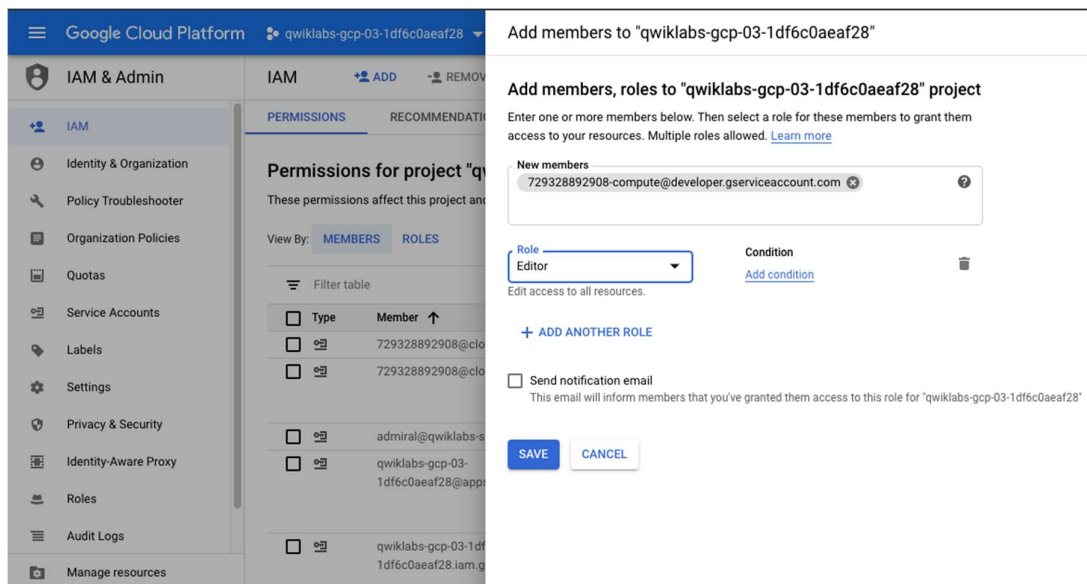 Google Cloud Platform
qwiklabs-gcp-03-1df6c0aeaf28
IAM & Admin
IAM
Identity & Organization
Policy Troubleshooter
Organization Policies
Quotas
Service Accounts
Labels
Settings
Privacy & Security
Identity-Aware Proxy
Roles
Audit Logs
Manage resources
IAM
ADD
REMOV
PERMISSIONS
RECOMMENDATI
Permissions for project "q
These permissions affect this project and
View By: MEMBERS ROLES
Filter table
Type Member
729328892908@clo
729328892908@clo
admiral@qwiklabs-s
qwiklabs-gcp-03-
1df6c0aeaf28@apps
qwiklabs-gcp-03-1df
1df6c0aeaf28.iam.g
Add members to "qwiklabs-gcp-03-1df6c0aeaf28"
Add members, roles to "qwiklabs-gcp-03-1df6c0aeaf28" project
Enter one or more members below. Then select a role for these members to grant them
access to your resources. Multiple roles allowed. Learn more
New members
729328892908-compute@developer.gserviceaccount.com
Role
Editor
Edit access to all resources.
Condition
Add condition
+ ADD ANOTHER ROLE
Send notification email
This email will inform members that you've granted them access to this role for "qwiklabs-gcp-03-1df6c0aeaf28"
SAVE
CANCEL